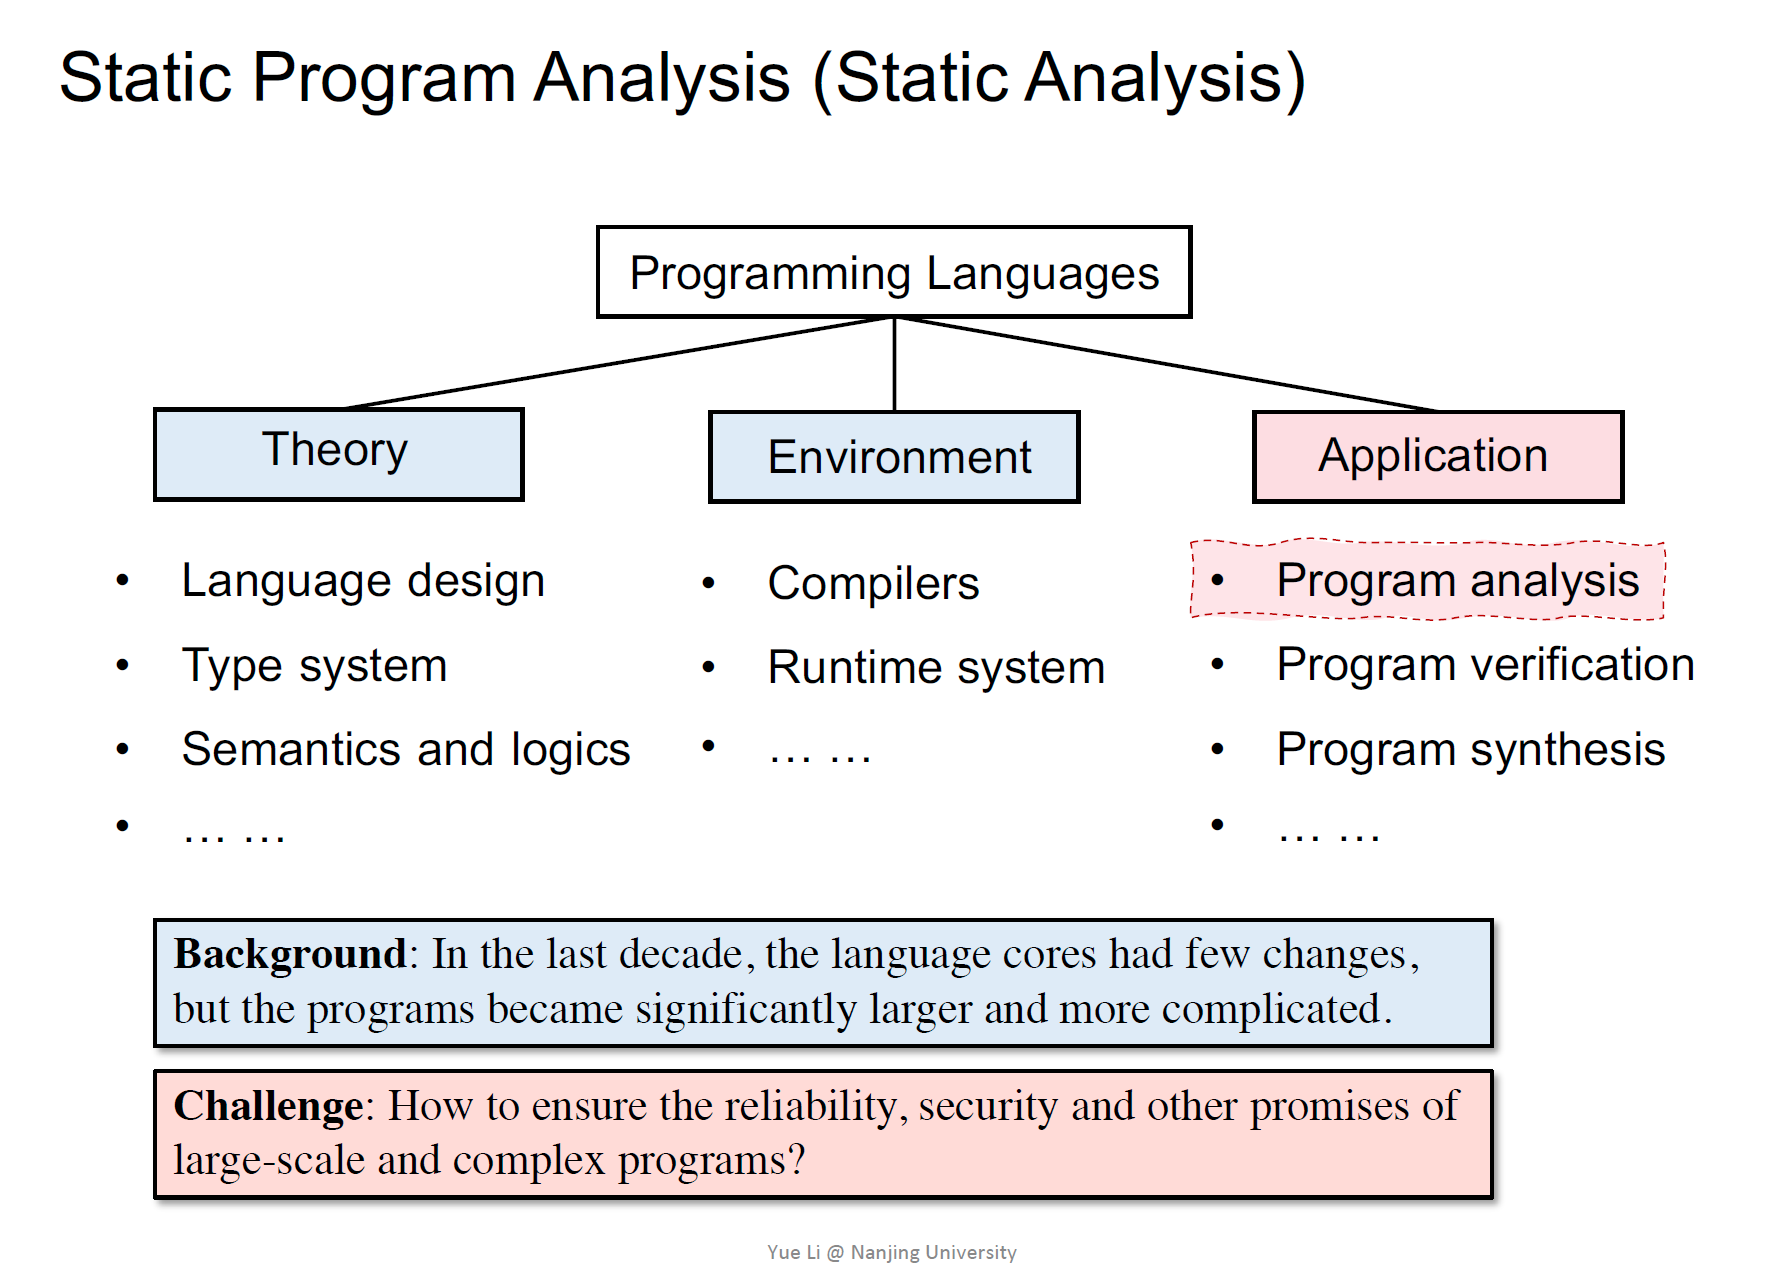 Static Program Analysis (Static Analysis)
Programming Languages
Theory
• Language design
• Type system
• Semantics and logics
• … …
Environment
• Compilers
• Runtime system
• … …
Application
• Program analysis
• Program verification
• Program synthesis
• … …
Background: In the last decade, the language cores had few changes,
but the programs became significantly larger and more complicated.
Challenge: How to ensure the reliability, security and other promises of
large-scale and complex programs?
Yue Li @ Nanjing University